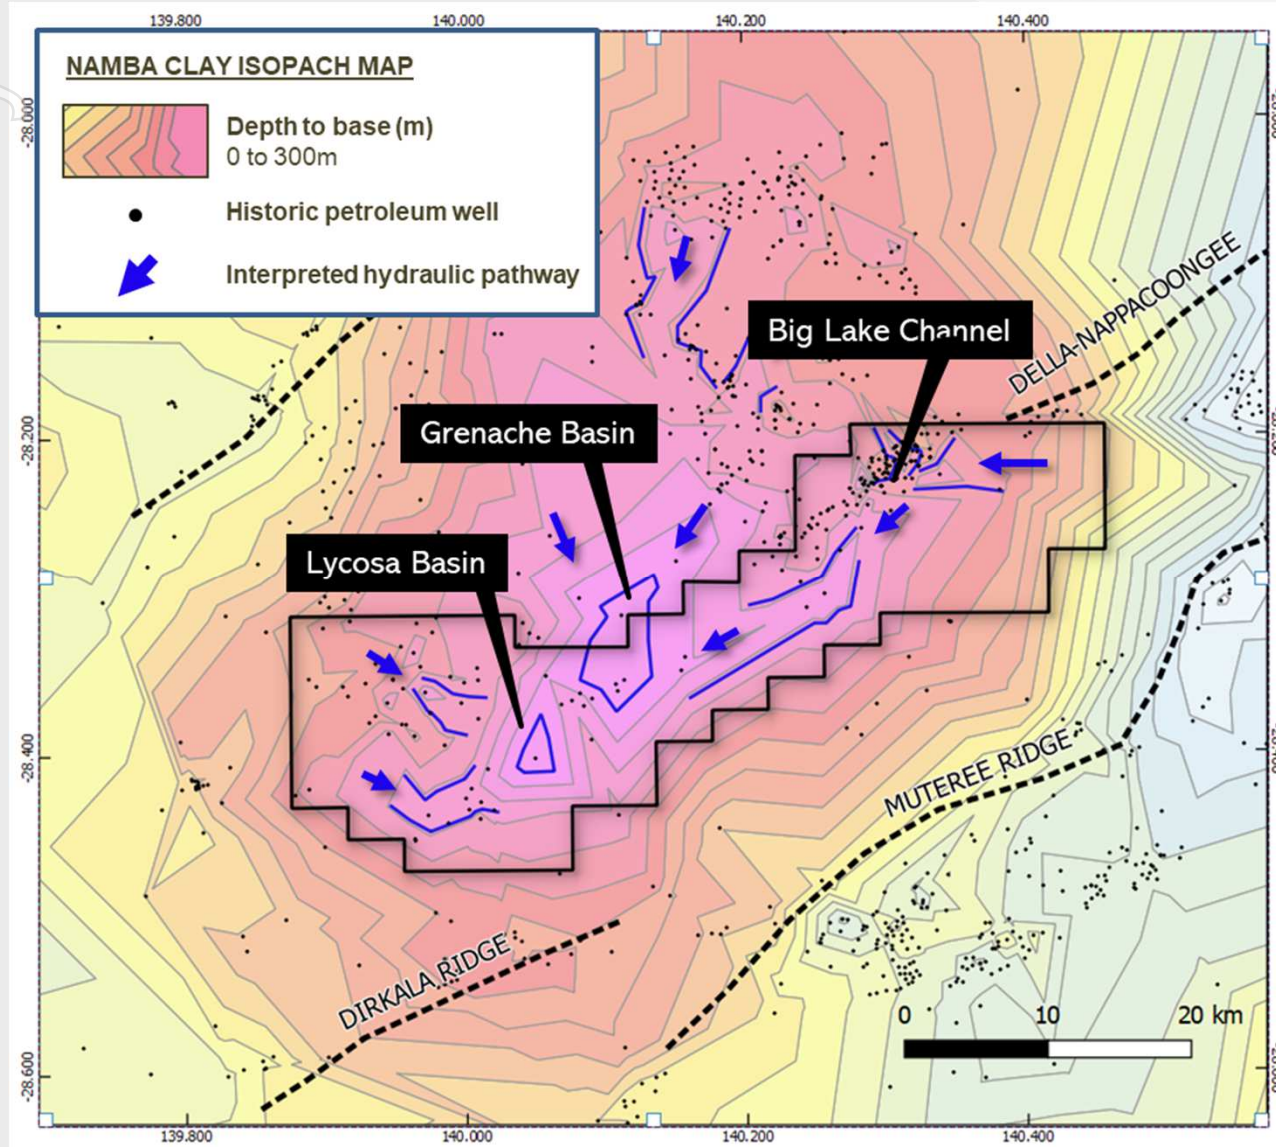 139.800
140.000
140.200
140.400
NAMBA CLAY ISOPACH MAP
Depth to base (m)
0 to 300m
Historic petroleum well
Interpreted hydraulic pathway
-28.000
DELLA-NAPPACOONGEE
Big Lake Channel
Grenache Basin
-28.200
Lycosa Basin
-28.400
MUTEREE RIDGE
DIRKALA RIDGE
0 10 20 km
-28.600
139.800
140.000
140.200
140.400